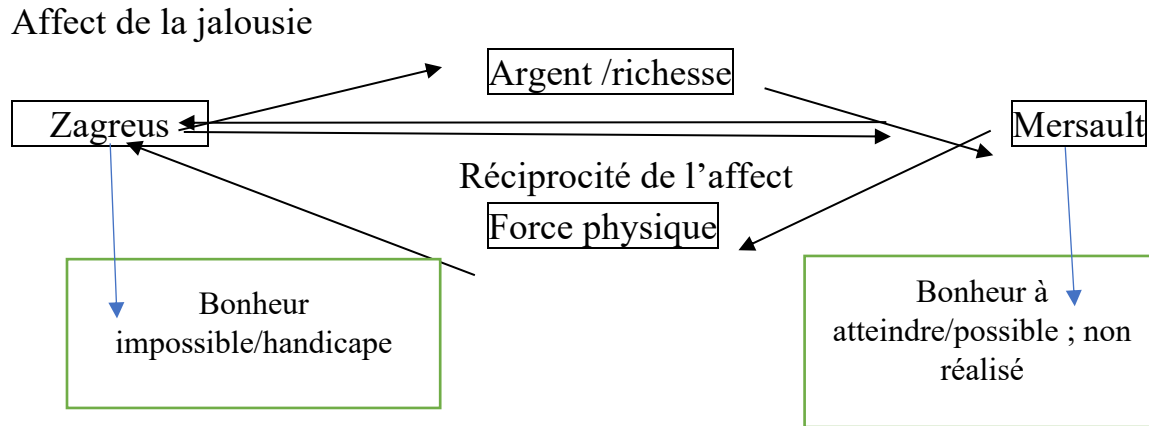 Affect de la jalousie
Argent /richesse
Zagreus
Mersault
Réciprocité de l’affect
Force physique
Bonheur
impossible/handicape
Bonheur à
atteindre/possible ; non
réalisé